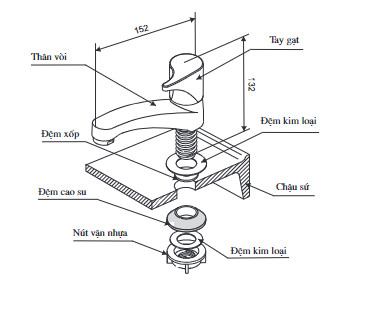 152
Tay gạt
Thân vòi
132
Đệm kim loại
Đệm xốp
Đệm cao su
Chậu sứ
Nút vặn nhựa
Đệm kim loại